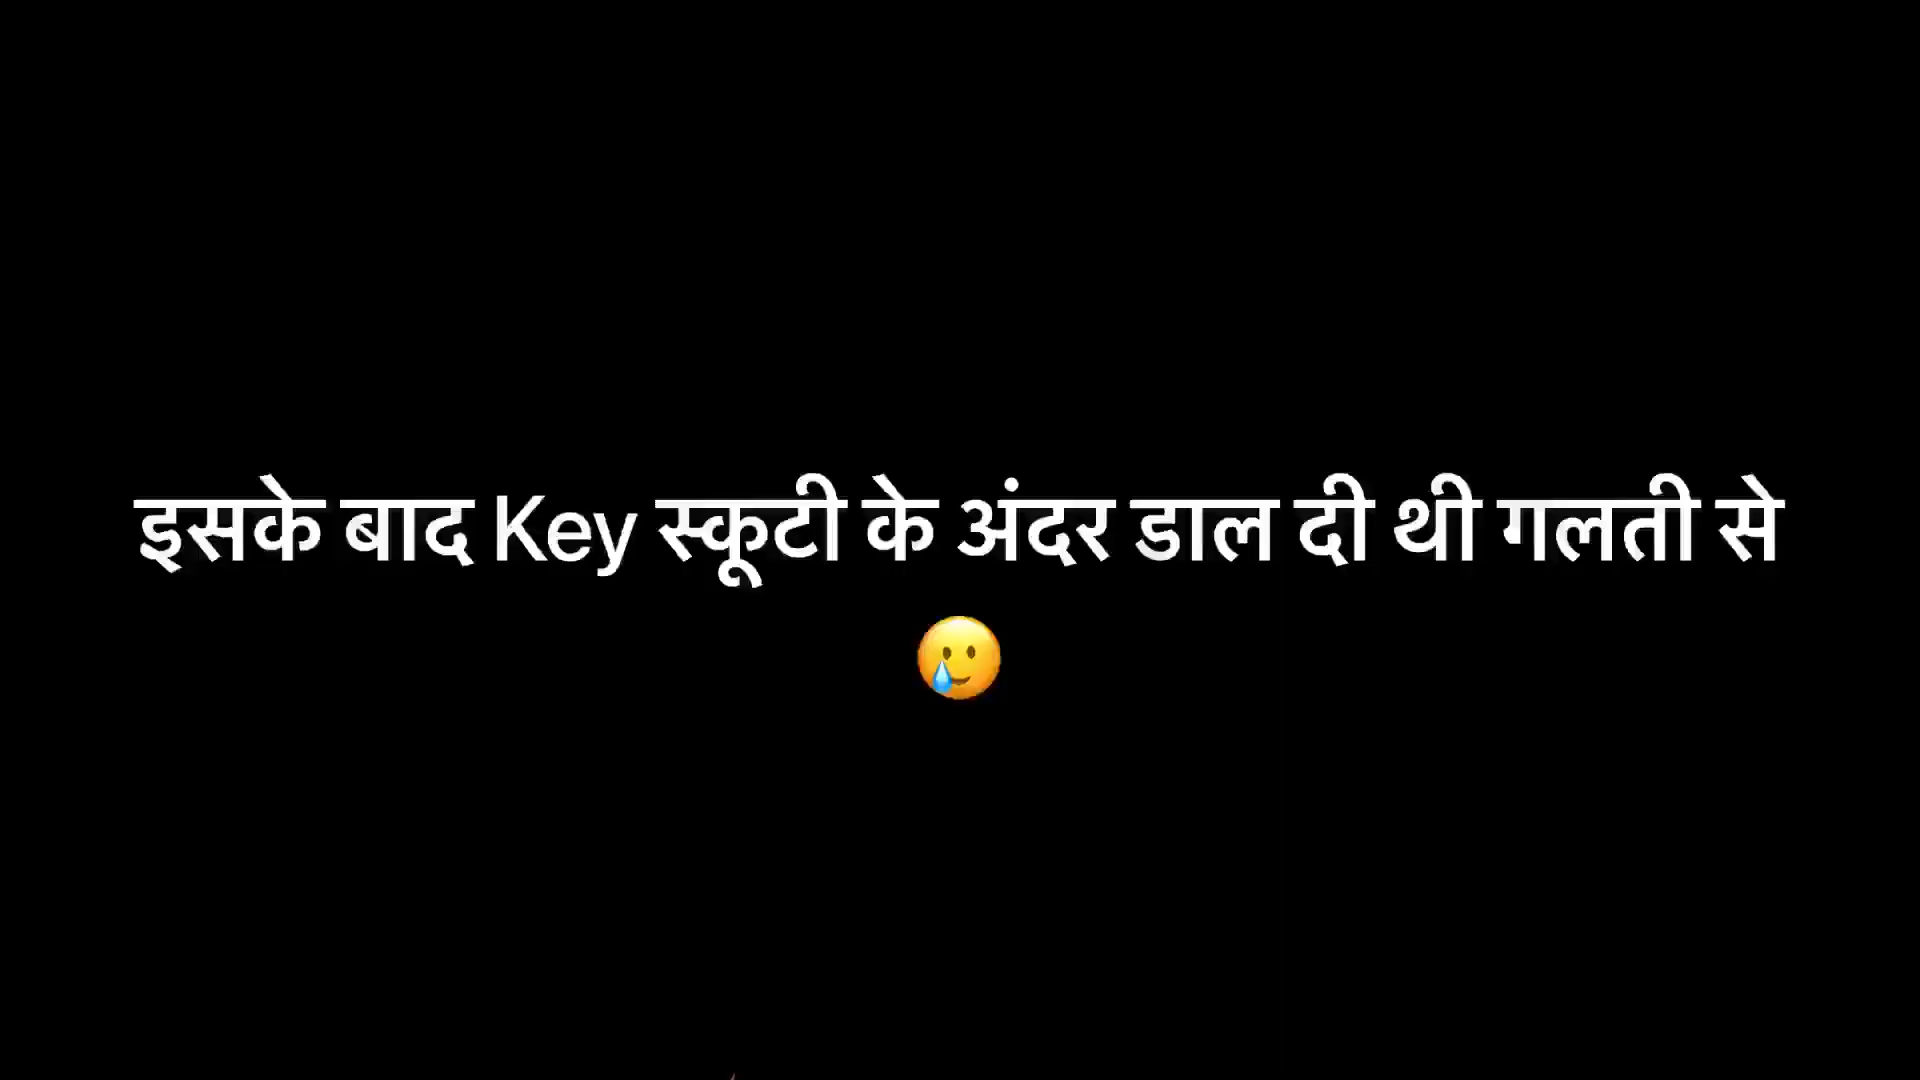 इसके बाद Key स्कूटी के अंदर डाल दी थी गलती से
🥲